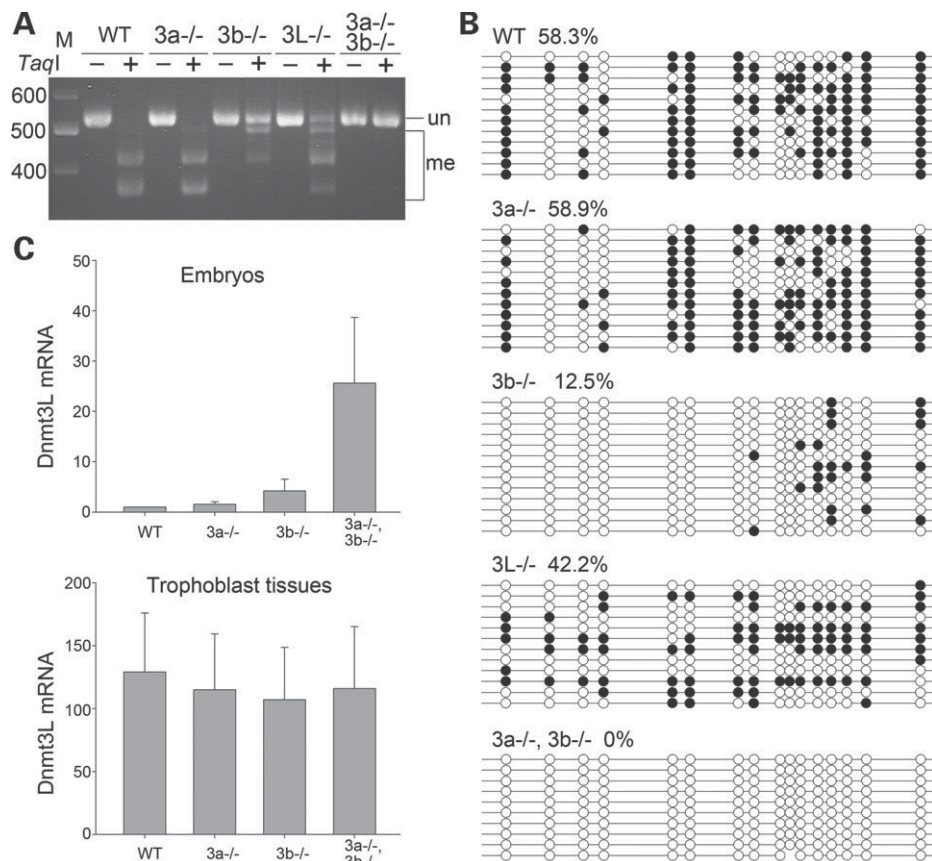 A
M
WT
3a-/-
3b-/-
3L-/-
3a-/-
3b-/-
TaqI
–
+
–
+
–
+
–
+
–
+
600
500
400
un
me
B
WT 58.3%
3a-/- 58.9%
3b-/- 12.5%
3L-/- 42.2%
3a-/-, 3b-/- 0%
C
Embryos
Dnmt3L mRNA
50
40
30
20
10
0
WT
3a-/-
3b-/-
3a-/-,
3b-/-
Trophoblast tissues
Dnmt3L mRNA
200
150
100
50
0
WT
3a-/-
3b-/-
3a-/-,